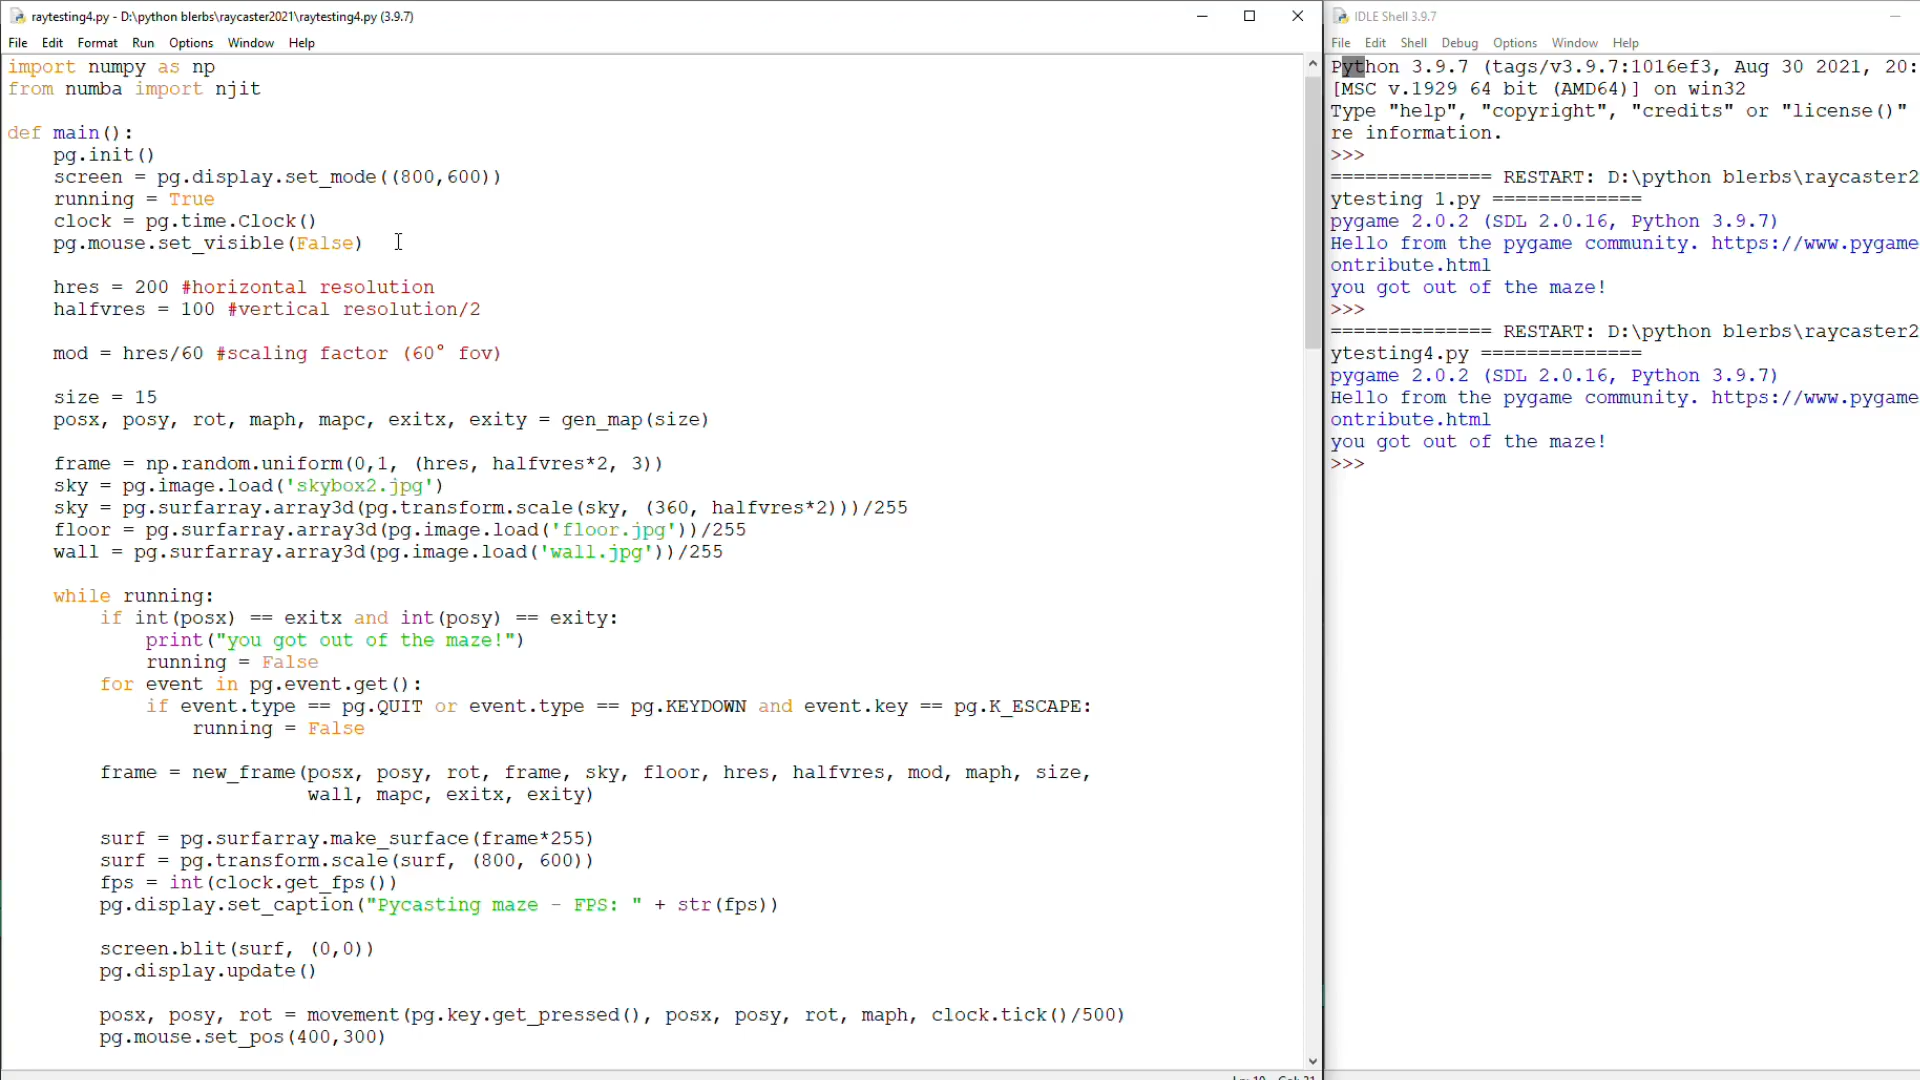 raytesting4.py - D:\python blerbs\raycaster2021\raytesting4.py (3.9.7)
File Edit Format Run Options Window Help
import numpy as np
from numba import njit
def main():
    pg.init()
    screen = pg.display.set_mode((800,600))
    running = True
    clock = pg.time.Clock()
    pg.mouse.set_visible(False)
    hres = 200 #horizontal resolution
    halfvres = 100 #vertical resolution/2
    mod = hres/60 #scaling factor (60° fov)
    size = 15
    posx, posy, rot, maph, mapc, exitx, exity = gen_map(size)
    frame = np.random.uniform(0,1, (hres, halfvres*2, 3))
    sky = pg.image.load('skybox2.jpg')
    sky = pg.surfarray.array3d(pg.transform.scale(sky, (360, halfvres*2)))/255
    floor = pg.surfarray.array3d(pg.image.load('floor.jpg'))/255
    wall = pg.surfarray.array3d(pg.image.load('wall.jpg'))/255
    while running:
        if int(posx) == exitx and int(posy) == exity:
            print("you got out of the maze!")
            running = False
        for event in pg.event.get():
            if event.type == pg.QUIT or event.type == pg.KEYDOWN and event.key == pg.K_ESCAPE:
                running = False
        frame = new_frame(posx, posy, rot, frame, sky, floor, hres, halfvres, mod, maph, size,
                          wall, mapc, exitx, exity)
        surf = pg.surfarray.make_surface(frame*255)
        surf = pg.transform.scale(surf, (800, 600))
        fps = int(clock.get_fps())
        pg.display.set_caption("Pycasting maze - FPS: " + str(fps))
        screen.blit(surf, (0,0))
        pg.display.update()
        posx, posy, rot = movement(pg.key.get_pressed(), posx, posy, rot, maph, clock.tick()/500)
        pg.mouse.set_pos(400,300)
IDLE Shell 3.9.7
File Edit Shell Debug Options Window Help
Python 3.9.7 (tags/v3.9.7:1016ef3, Aug 30 2021, 20:
[MSC v.1929 64 bit (AMD64)] on win32
Type "help", "copyright", "credits" or "license()"
re information.
>>>
============== RESTART: D:\python blerbs\raycaster2
ytesting 1.py =============
pygame 2.0.2 (SDL 2.0.16, Python 3.9.7)
Hello from the pygame community. https://www.pygame
ontribute.html
you got out of the maze!
>>>
============== RESTART: D:\python blerbs\raycaster2
ytesting4.py ==============
pygame 2.0.2 (SDL 2.0.16, Python 3.9.7)
Hello from the pygame community. https://www.pygame
ontribute.html
you got out of the maze!
>>>